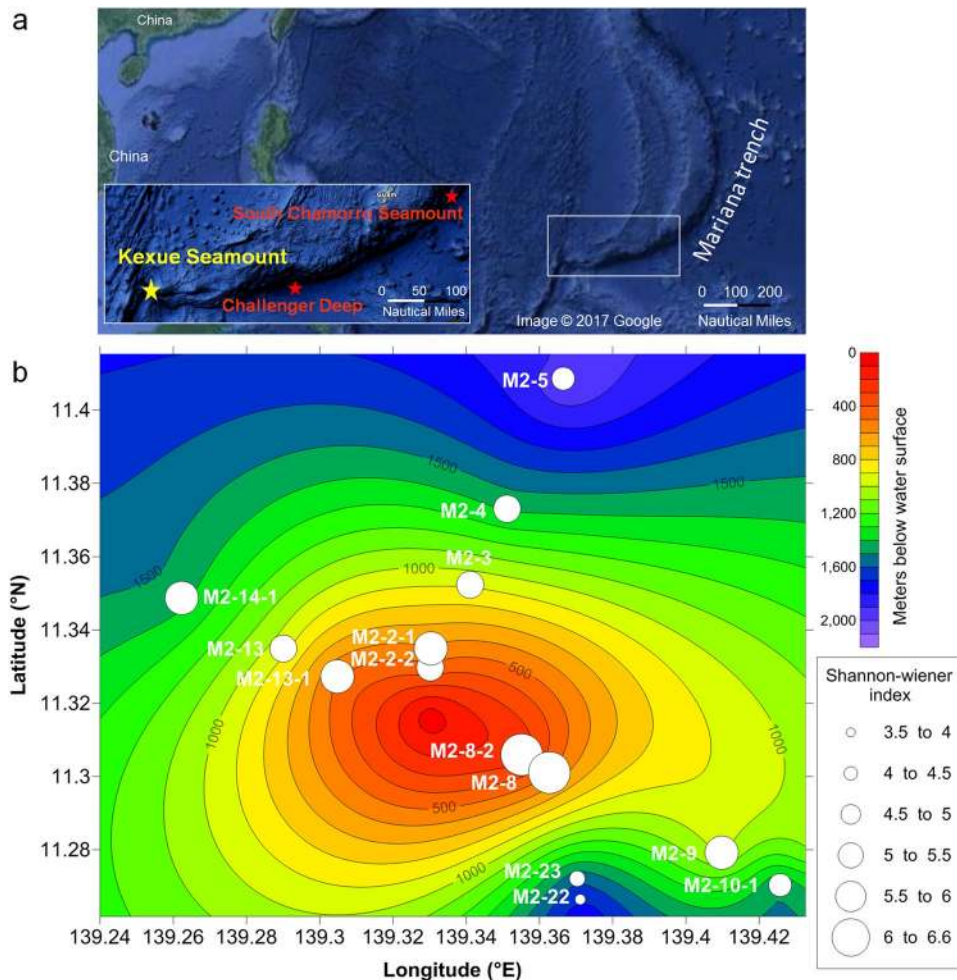 a
China
China
GUAM
South Chamorro Seamount
Kexue Seamount
Challenger Deep
0 50 100
Nautical Miles
Mariana trench
0 100 200
Nautical Miles
Image © 2017 Google
b
M2-5
1500
1500
M2-4
M2-3
1000
1500
M2-14-1
M2-13
M2-2-1
M2-2-2
M2-13-1
500
1000
1000
M2-8-2
M2-8
500
M2-9
M2-23
M2-10-1
M2-22
1000
11.4
11.38
11.36
11.34
11.32
11.3
11.28
Latitude (°N)
139.24 139.26 139.28 139.3 139.32 139.34 139.36 139.38 139.4 139.42
Longitude (°E)
0
400
800
1,200
1,600
2,000
Meters below water surface
Shannon-wiener
index
3.5 to 4
4 to 4.5
4.5 to 5
5 to 5.5
5.5 to 6
6 to 6.6